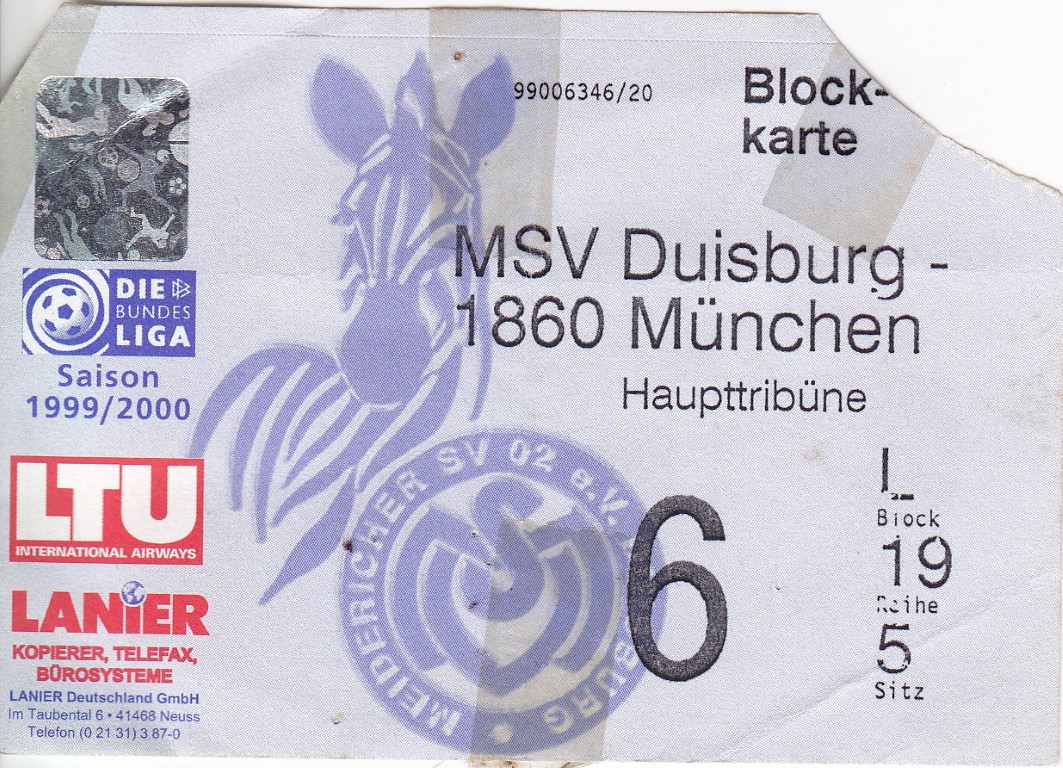 99006346/20
Block-
karte
MSV Duisburg -
1860 München
Haupttribüne
6
L
Block
19
Reihe
5
Sitz
DIE
BUNDES
LIGA
Saison
1999/2000
LTU
INTERNATIONAL AIRWAYS
LANIER
KOPIERER, TELEFAX,
BÜROSYSTEME
LANIER Deutschland GmbH
Im Taubental 6 • 41468 Neuss
Telefon (0 21 31) 3 87-0
MEIDERICHER SV 02 e.V.
MSV